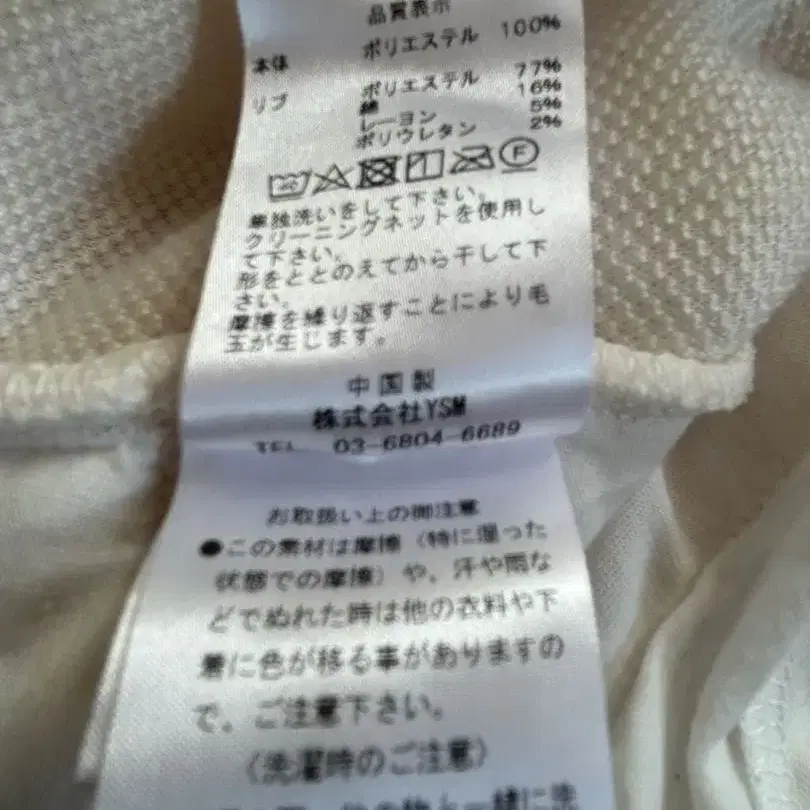 品質表示
本体 ポリエステル 100%
リブ ポリエステル 77%
綿 16%
レーヨン 5%
ポリウレタン 2%
F
単独洗いをして下さい。
クリーニングネットを使用し
て下さい。
形をととのえてから干して下
さい。
摩擦を繰り返すことにより毛
玉が生じます。
中国製
株式会社YSM
TEL 03-6804-6689
お取扱い上の御注意
●この素材は摩擦(特に湿った
状態での摩擦)や、汗や雨な
どでぬれた時は他の衣料や下
着に色が移る事がありますの
で、ご注意下さい。
〈洗濯時のご注意〉
他の物と一緒に洗